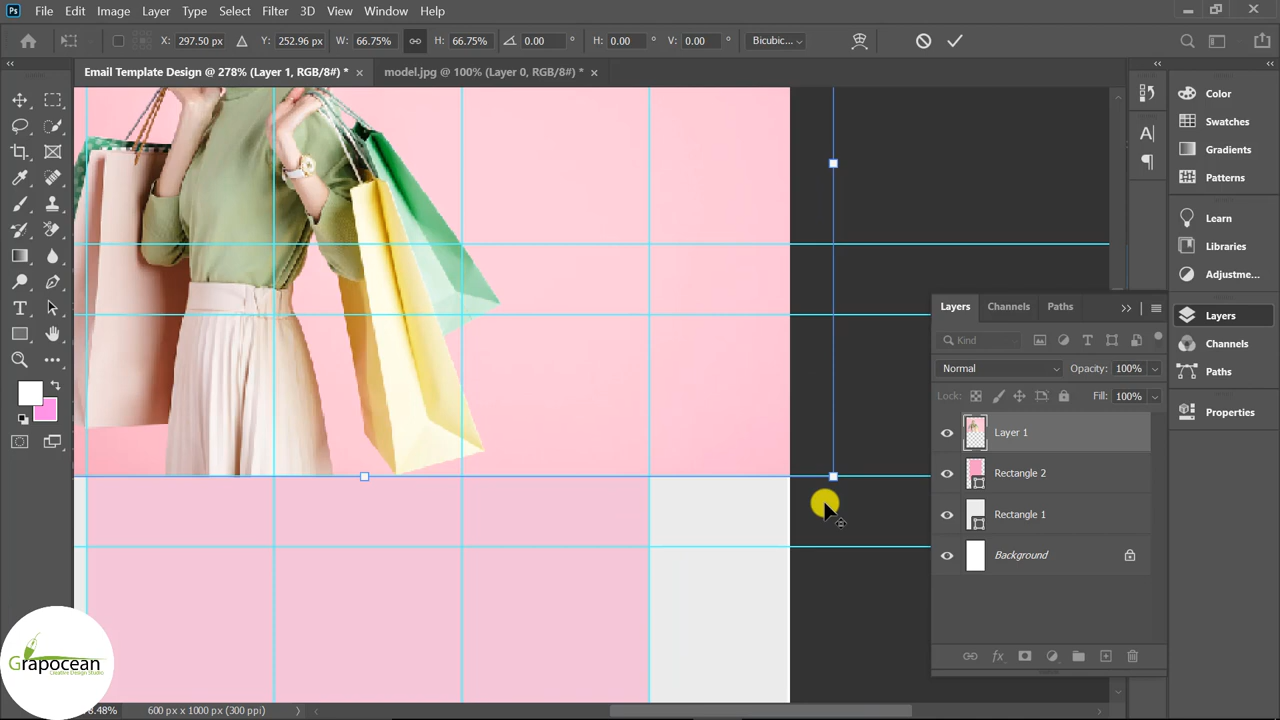 Ps File Edit Image Layer Type Select Filter 3D View Window Help
X: 297.50 px Y: 252.96 px W: 66.75% H: 66.75% 0.00 ° H: 0.00 ° V: 0.00 ° Bicubic...
Email Template Design @ 278% (Layer 1, RGB/8#) * × model.jpg @ 100% (Layer 0, RGB/8#) * ×
Color
Swatches
Gradients
Patterns
Learn
Libraries
Adjustme...
Layers
Channels
Paths
Properties
Layers Channels Paths
Kind
Normal Opacity: 100%
Lock: Fill: 100%
Layer 1
Rectangle 2
Rectangle 1
Background
Grapocean
Creative Design Studio
8.48% 600 px x 1000 px (300 ppi)